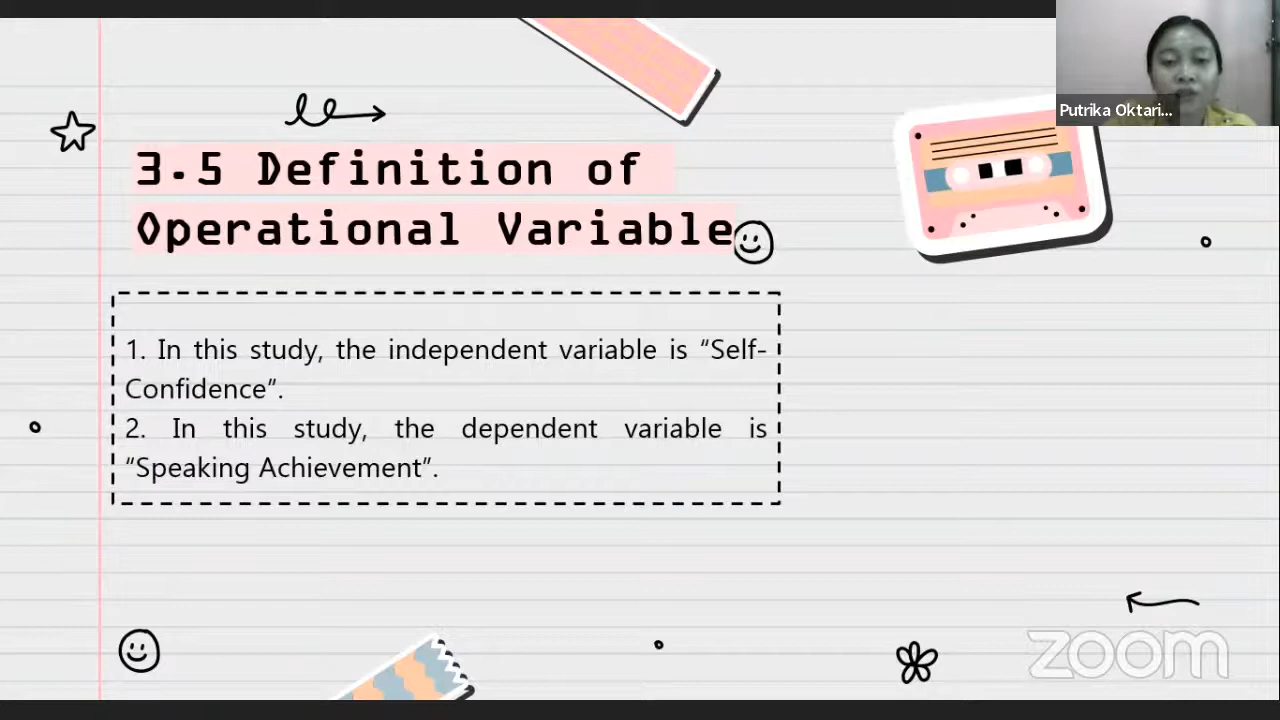 Putrika Oktari...
3.5 Definition of
Operational Variable
1. In this study, the independent variable is “Self-
Confidence”.
2. In this study, the dependent variable is
“Speaking Achievement”.
zoom